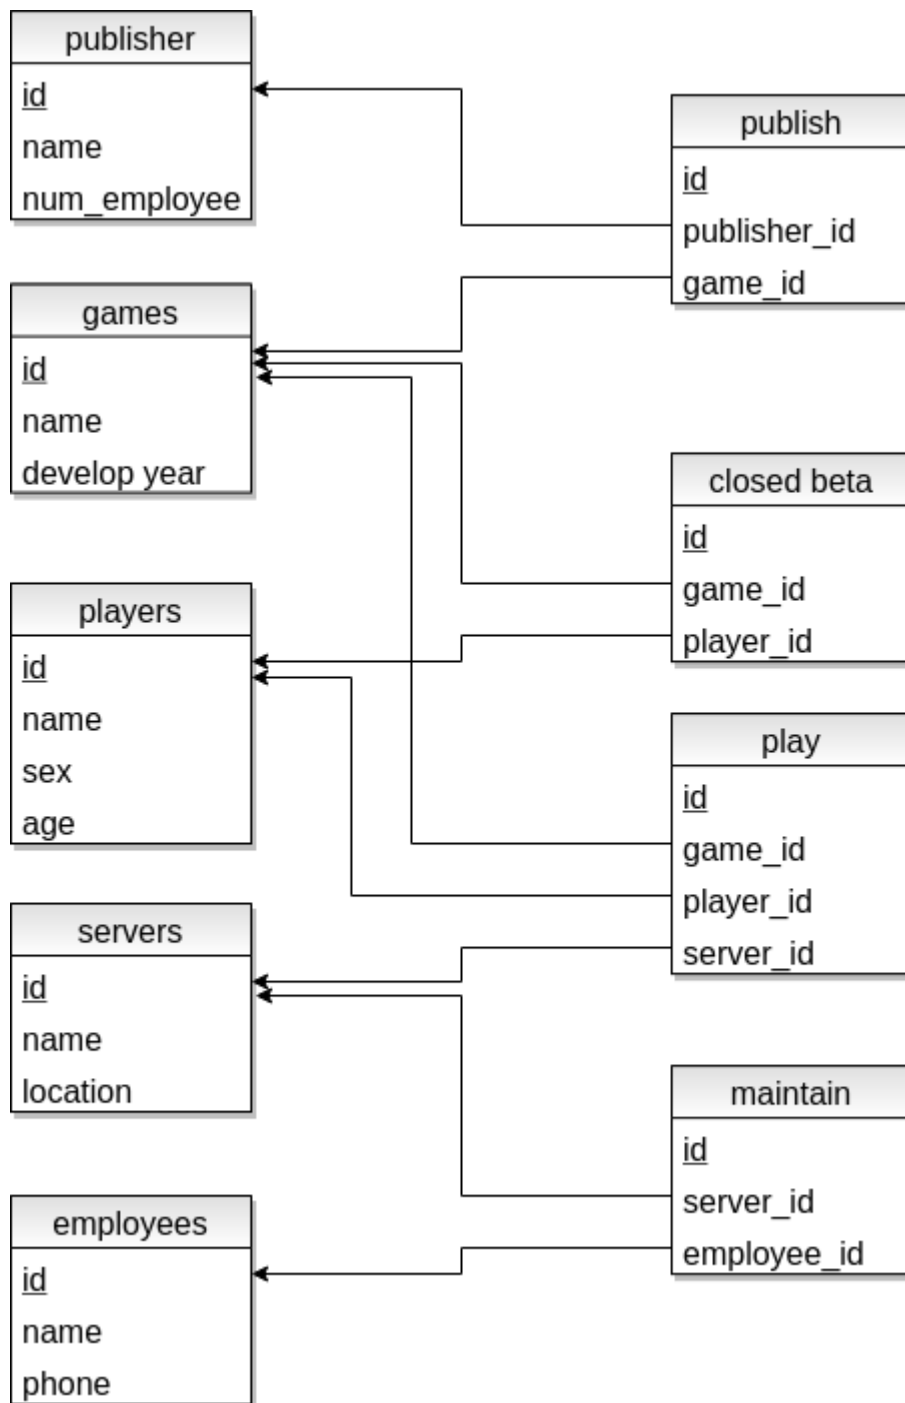 publisher
id
name
num_employee
games
id
name
develop year
players
id
name
sex
age
servers
id
name
location
employees
id
name
phone
publish
id
publisher_id
game_id
closed beta
id
game_id
player_id
play
id
game_id
player_id
server_id
maintain
id
server_id
employee_id